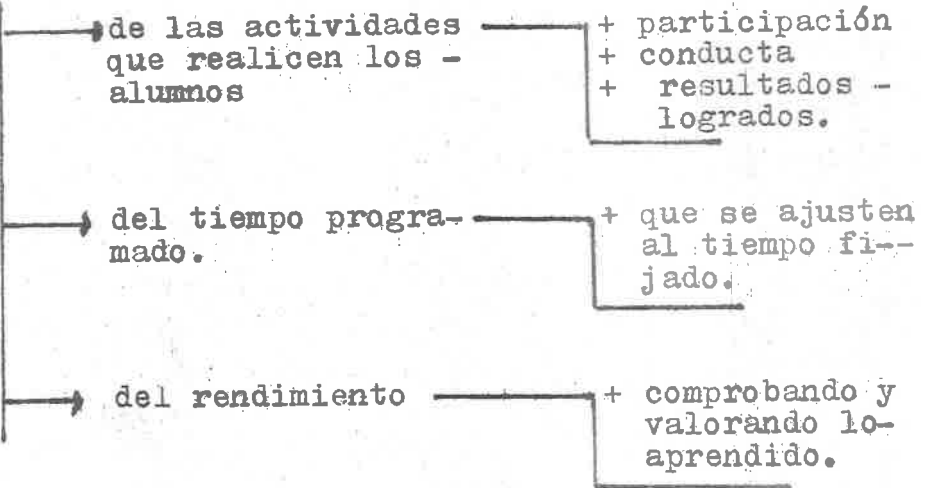 de las actividades
que realicen los -
alumnos
+ participación
+ conducta
+ resultados -
logrados.
del tiempo progra-
mado.
+ que se ajusten
al tiempo fi--
jado.
del rendimiento
+ comprobando y
valorando lo-
aprendido.